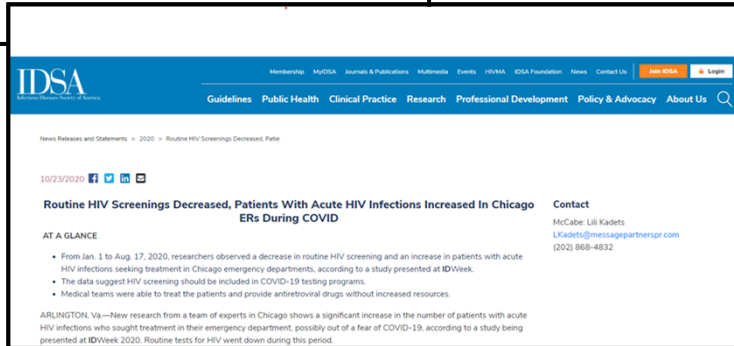 Membership MyIDSA Journals & Publications Multimedia Events HIVMA IDSA Foundation News Contact Us Join IDSA Login
IDSA
Infectious Diseases Society of America
Guidelines Public Health Clinical Practice Research Professional Development Policy & Advocacy About Us
News Releases and Statements > 2020 > Routine HIV Screenings Decreased, Patie
10/23/2020
Routine HIV Screenings Decreased, Patients With Acute HIV Infections Increased In Chicago
ERs During COVID
AT A GLANCE
• From Jan. 1 to Aug. 17, 2020, researchers observed a decrease in routine HIV screening and an increase in patients with acute
HIV infections seeking treatment in Chicago emergency departments, according to a study presented at IDWeek.
• The data suggest HIV screening should be included in COVID-19 testing programs.
• Medical teams were able to treat the patients and provide antiretroviral drugs without increased resources.
ARLINGTON, Va.—New research from a team of experts in Chicago shows a significant increase in the number of patients with acute
HIV infections who sought treatment in their emergency department, possibly out of a fear of COVID-19, according to a study being
presented at IDWeek 2020. Routine tests for HIV went down during this period.
Contact
McCabe: Lili Kadets
LKadets@messagepartnerspr.com
(202) 868-4832